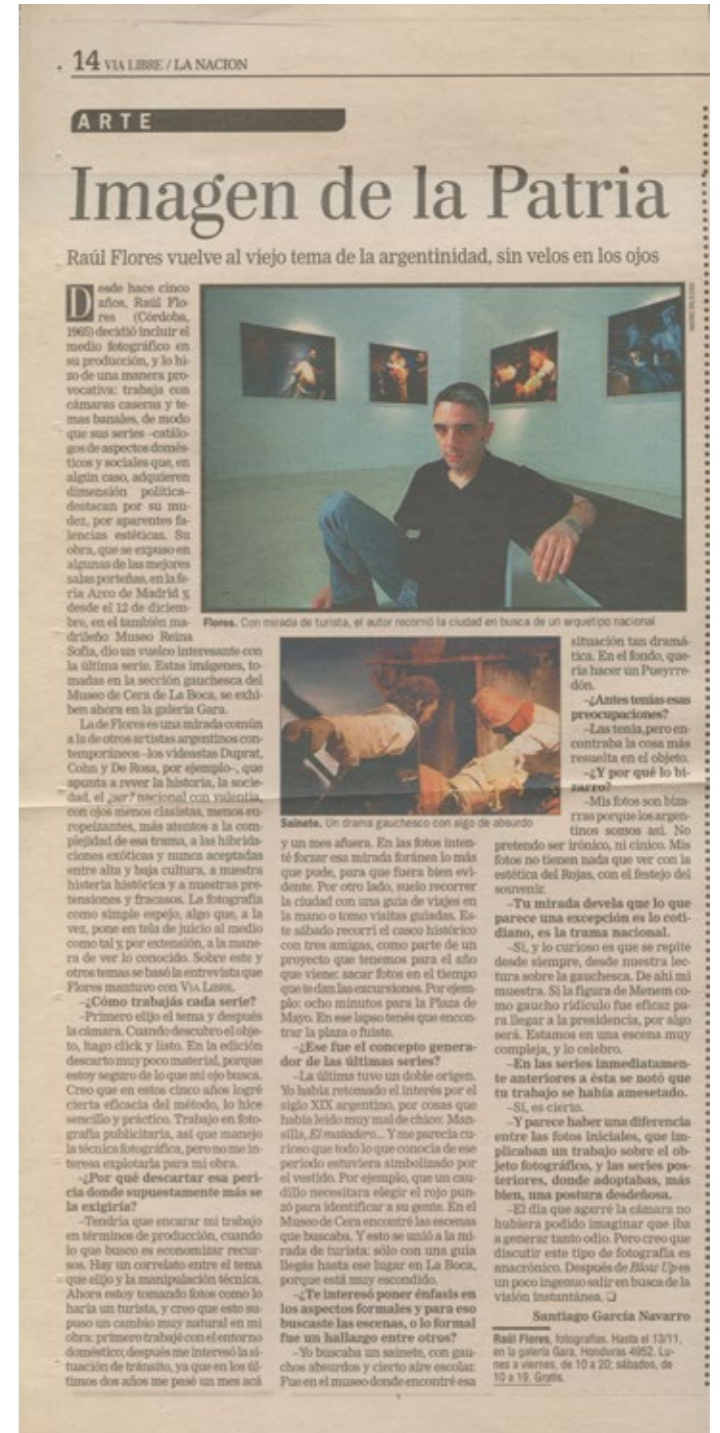 14 VIA LIBRE / LA NACION
ARTE
Imagen de la Patria
Raúl Flores vuelve al viejo tema de la argentinidad, sin velos en los ojos
Desde hace cinco
años, Raúl Flo-
res (Córdoba,
1965) decidió incluir el
medio fotográfico en
su producción, y lo hi-
zo de una manera pro-
vocativa: trabaja con
cámaras caseras y te-
mas banales, de modo
que sus series –catálo-
gos de aspectos domés-
ticos y sociales que, en
algún caso, adquieren
dimensión política–
destacan por su mu-
dez, por aparentes fa-
lencias estéticas. Su
obra, que se expuso en
algunas de las mejores
salas porteñas, en la fe-
ria Arco de Madrid y,
desde el 12 de diciem-
bre, en el también ma-
drileño Museo Reina
Sofía, dio un vuelco interesante con
la última serie. Estas imágenes, to-
madas en la sección gauchesca del
Museo de Cera de La Boca, se exhi-
ben ahora en la galería Gara.
La de Flores es una mirada común
a la de otros artistas argentinos con-
temporáneos –los videastas Duprat,
Cohn y De Rosa, por ejemplo–, que
apunta a rever la historia, la socie-
dad, el ¿ser? nacional con valentía,
con ojos menos clasistas, menos eu-
ropeizantes, más atentos a la com-
plejidad de esa trama, a las hibrida-
ciones exóticas y nunca aceptadas
entre alta y baja cultura, a nuestra
histeria histórica y a nuestras pre-
tensiones y fracasos. La fotografía
como simple espejo, algo que, a la
vez, pone en tela de juicio al medio
como tal y, por extensión, a la mane-
ra de ver lo conocido. Sobre este y
otros temas se basó la entrevista que
Flores mantuvo con VIA LIBRE.
–¿Cómo trabajás cada serie?
–Primero elijo el tema y después
la cámara. Cuando descubro el obje-
to, hago click y listo. En la edición
descarto muy poco material, porque
estoy seguro de lo que mi ojo busca.
Creo que en estos cinco años logré
cierta eficacia del método, lo hice
sencillo y práctico. Trabajo en foto-
grafía publicitaria, así que manejo
la técnica fotográfica, pero no me in-
teresa explotarla para mi obra.
–¿Por qué descartar esa peri-
cia donde supuestamente más se
la exigiría?
–Tendría que encarar mi trabajo
en términos de producción, cuando
lo que busco es economizar recur-
sos. Hay un correlato entre el tema
que elijo y la manipulación técnica.
Ahora estoy tomando fotos como lo
haría un turista, y creo que esto su-
puso un cambio muy natural en mi
obra: primero trabajé con el entorno
doméstico; después me interesó la si-
tuación de tránsito, ya que en los úl-
timos dos años me pasé un mes acá
Flores. Con mirada de turista, el autor recorrió la ciudad en busca de un arquetipo nacional
Sainete. Un drama gauchesco con algo de absurdo
y un mes afuera. En las fotos inten-
té forzar esa mirada foránea lo más
que pude, para que fuera bien evi-
dente. Por otro lado, suelo recorrer
la ciudad con una guía de viajes en
la mano o tomo visitas guiadas. Es-
te sábado recorrí el casco histórico
con tres amigas, como parte de un
proyecto que tenemos para el año
que viene: sacar fotos en el tiempo
que te dan las excursiones. Por ejem-
plo: ocho minutos para la Plaza de
Mayo. En ese lapso tenés que encon-
trar la plaza o fuiste.
–¿Ese fue el concepto genera-
dor de las últimas series?
–La última tuvo un doble origen.
Yo había retomado el interés por el
siglo XIX argentino, por cosas que
había leído muy mal de chico: Man-
silla, El matadero... Y me parecía cu-
rioso que todo lo que conocía de ese
período estuviera simbolizado por
el vestido. Por ejemplo, que un cau-
dillo necesitara elegir el rojo pun-
zó para identificar a su gente. En el
Museo de Cera encontré las escenas
que buscaba. Y esto se unió a la mi-
rada de turista: sólo con una guía
llegás hasta ese lugar en La Boca,
porque está muy escondido.
–¿Te interesó poner énfasis en
los aspectos formales y para eso
buscaste las escenas, o lo formal
fue un hallazgo entre otros?
–Yo buscaba un sainete, con gau-
chos absurdos y cierto aire escolar.
Fue en el museo donde encontré esa
situación tan dramá-
tica. En el fondo, que-
ría hacer un Pueyrre-
dón.
–¿Antes tenías esas
preocupaciones?
–Las tenía, pero en-
contraba la cosa más
resuelta en el objeto.
–¿Y por qué lo bi-
zarro?
–Mis fotos son biza-
rras porque los argen-
tinos somos así. No
pretendo ser irónico, ni cínico. Mis
fotos no tienen nada que ver con la
estética del Rojas, con el festejo del
souvenir.
–Tu mirada devela que lo que
parece una excepción es lo coti-
diano, es la trama nacional.
–Sí, y lo curioso es que se repite
desde siempre, desde nuestra lec-
tura sobre la gauchesca. De ahí mi
muestra. Si la figura de Menem co-
mo gaucho ridículo fue eficaz pa-
ra llegar a la presidencia, por algo
será. Estamos en una escena muy
compleja, y lo celebro.
–En las series inmediatamen-
te anteriores a ésta se notó que
tu trabajo se había amesetado.
–Sí, es cierto.
–Y parece haber una diferencia
entre las fotos iniciales, que im-
plicaban un trabajo sobre el ob-
jeto fotográfico, y las series pos-
teriores, donde adoptabas, más
bien, una postura desdeñosa.
–El día que agarré la cámara no
hubiera podido imaginar que iba
a generar tanto odio. Pero creo que
discutir este tipo de fotografía es
anacrónico. Después de Blow Up es
un poco ingenuo salir en busca de la
visión instantánea. ❑
Santiago García Navarro
Raúl Flores, fotografías. Hasta el 13/11,
en la galería Gara, Honduras 4952. Lu-
nes a viernes, de 10 a 20; sábados, de
10 a 19. Gratis.